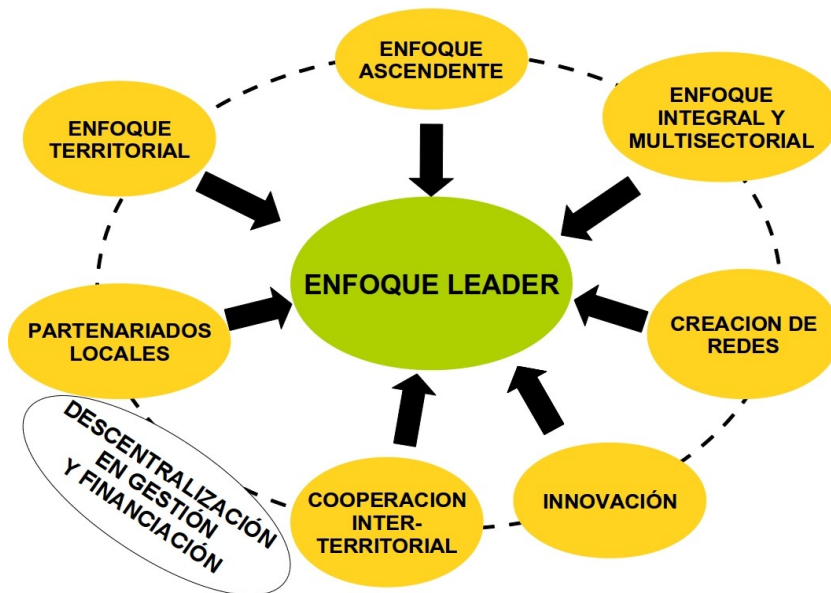 ENFOQUE
ASCENDENTE
ENFOQUE
INTEGRAL Y
MULTISECTORIAL
ENFOQUE
TERRITORIAL
ENFOQUE LEADER
PARTENARIADOS
LOCALES
CREACION DE
REDES
DESCENTRALIZACIÓN
EN GESTIÓN
Y FINANCIACIÓN
COOPERACION
INTER-
TERRITORIAL
INNOVACIÓN